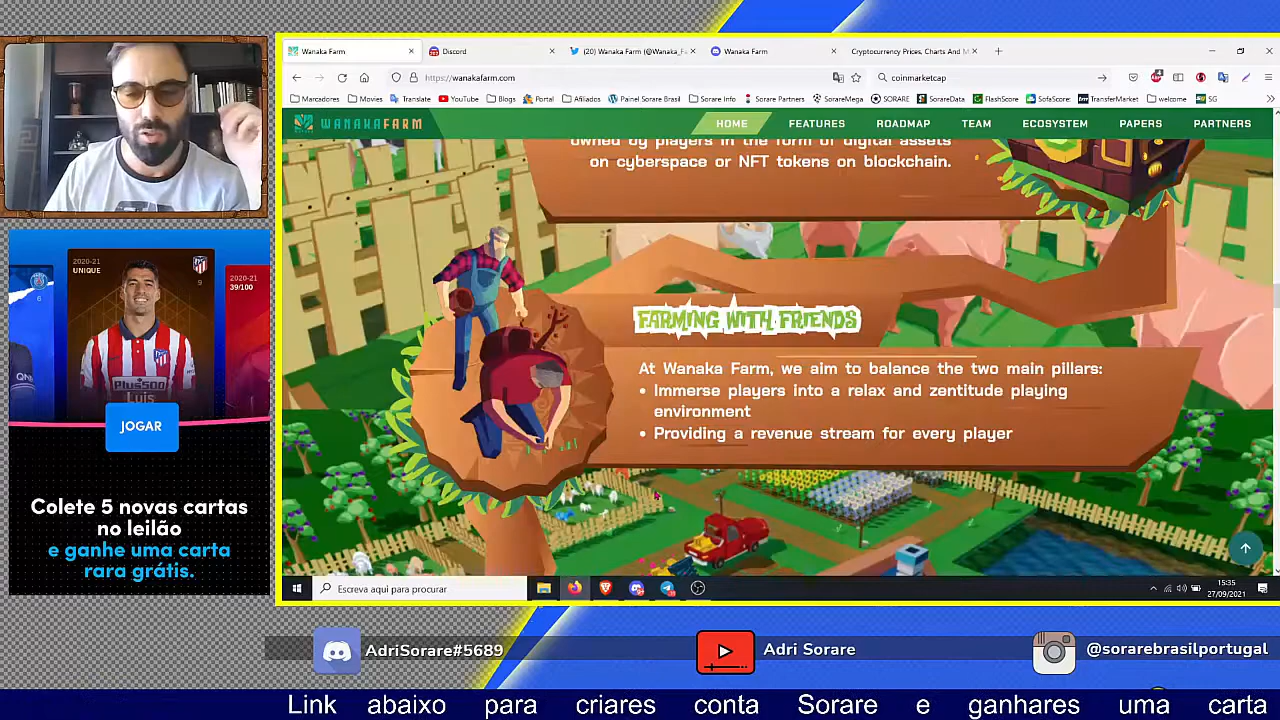 Wanaka Farm
Discord
(20) Wanaka Farm (@Wanaka_F
Wanaka Farm
Cryptocurrency Prices, Charts And M
https://wanakafarm.com
coinmarketcap
Marcadores
Movies
Translate
YouTube
Blogs
Portal
Afiliados
Painel Sorare Brasil
Sorare Info
Sorare Partners
SorareMega
SORARE
SorareData
FlashScore
SofaScore:
TransferMarket
welcome
SG
WANAKAFARM
HOME
FEATURES
ROADMAP
TEAM
ECOSYSTEM
PAPERS
PARTNERS
owned by players in the form of digital assets
on cyberspace or NFT tokens on blockchain.
FARMING WITH FRIENDS
At Wanaka Farm, we aim to balance the two main pillars:
• Immerse players into a relax and zentitude playing
environment
• Providing a revenue stream for every player
2020-21
UNIQUE
9
Plus500
Luis
6
2020-21
39/100
JOGAR
Colete 5 novas cartas
no leilão
e ganhe uma carta
rara grátis.
Escreva aqui para procurar
15:35
27/09/2021
AdriSorare#5689
Adri Sorare
@sorarebrasilportugal
Link abaixo para criares conta Sorare e ganhares uma carta